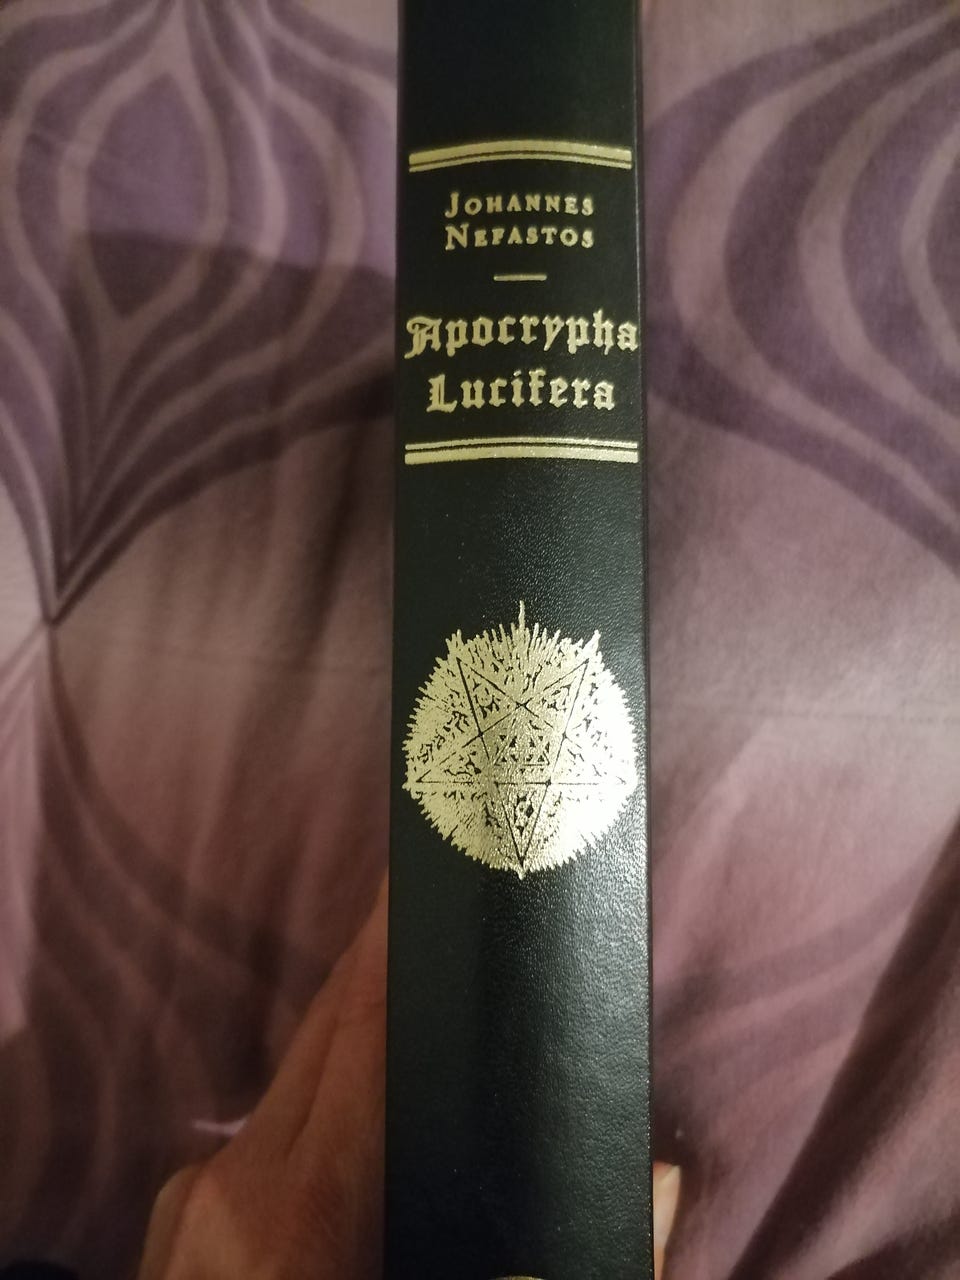 Johannes
Nefastos
Apocrypha
Lucifera